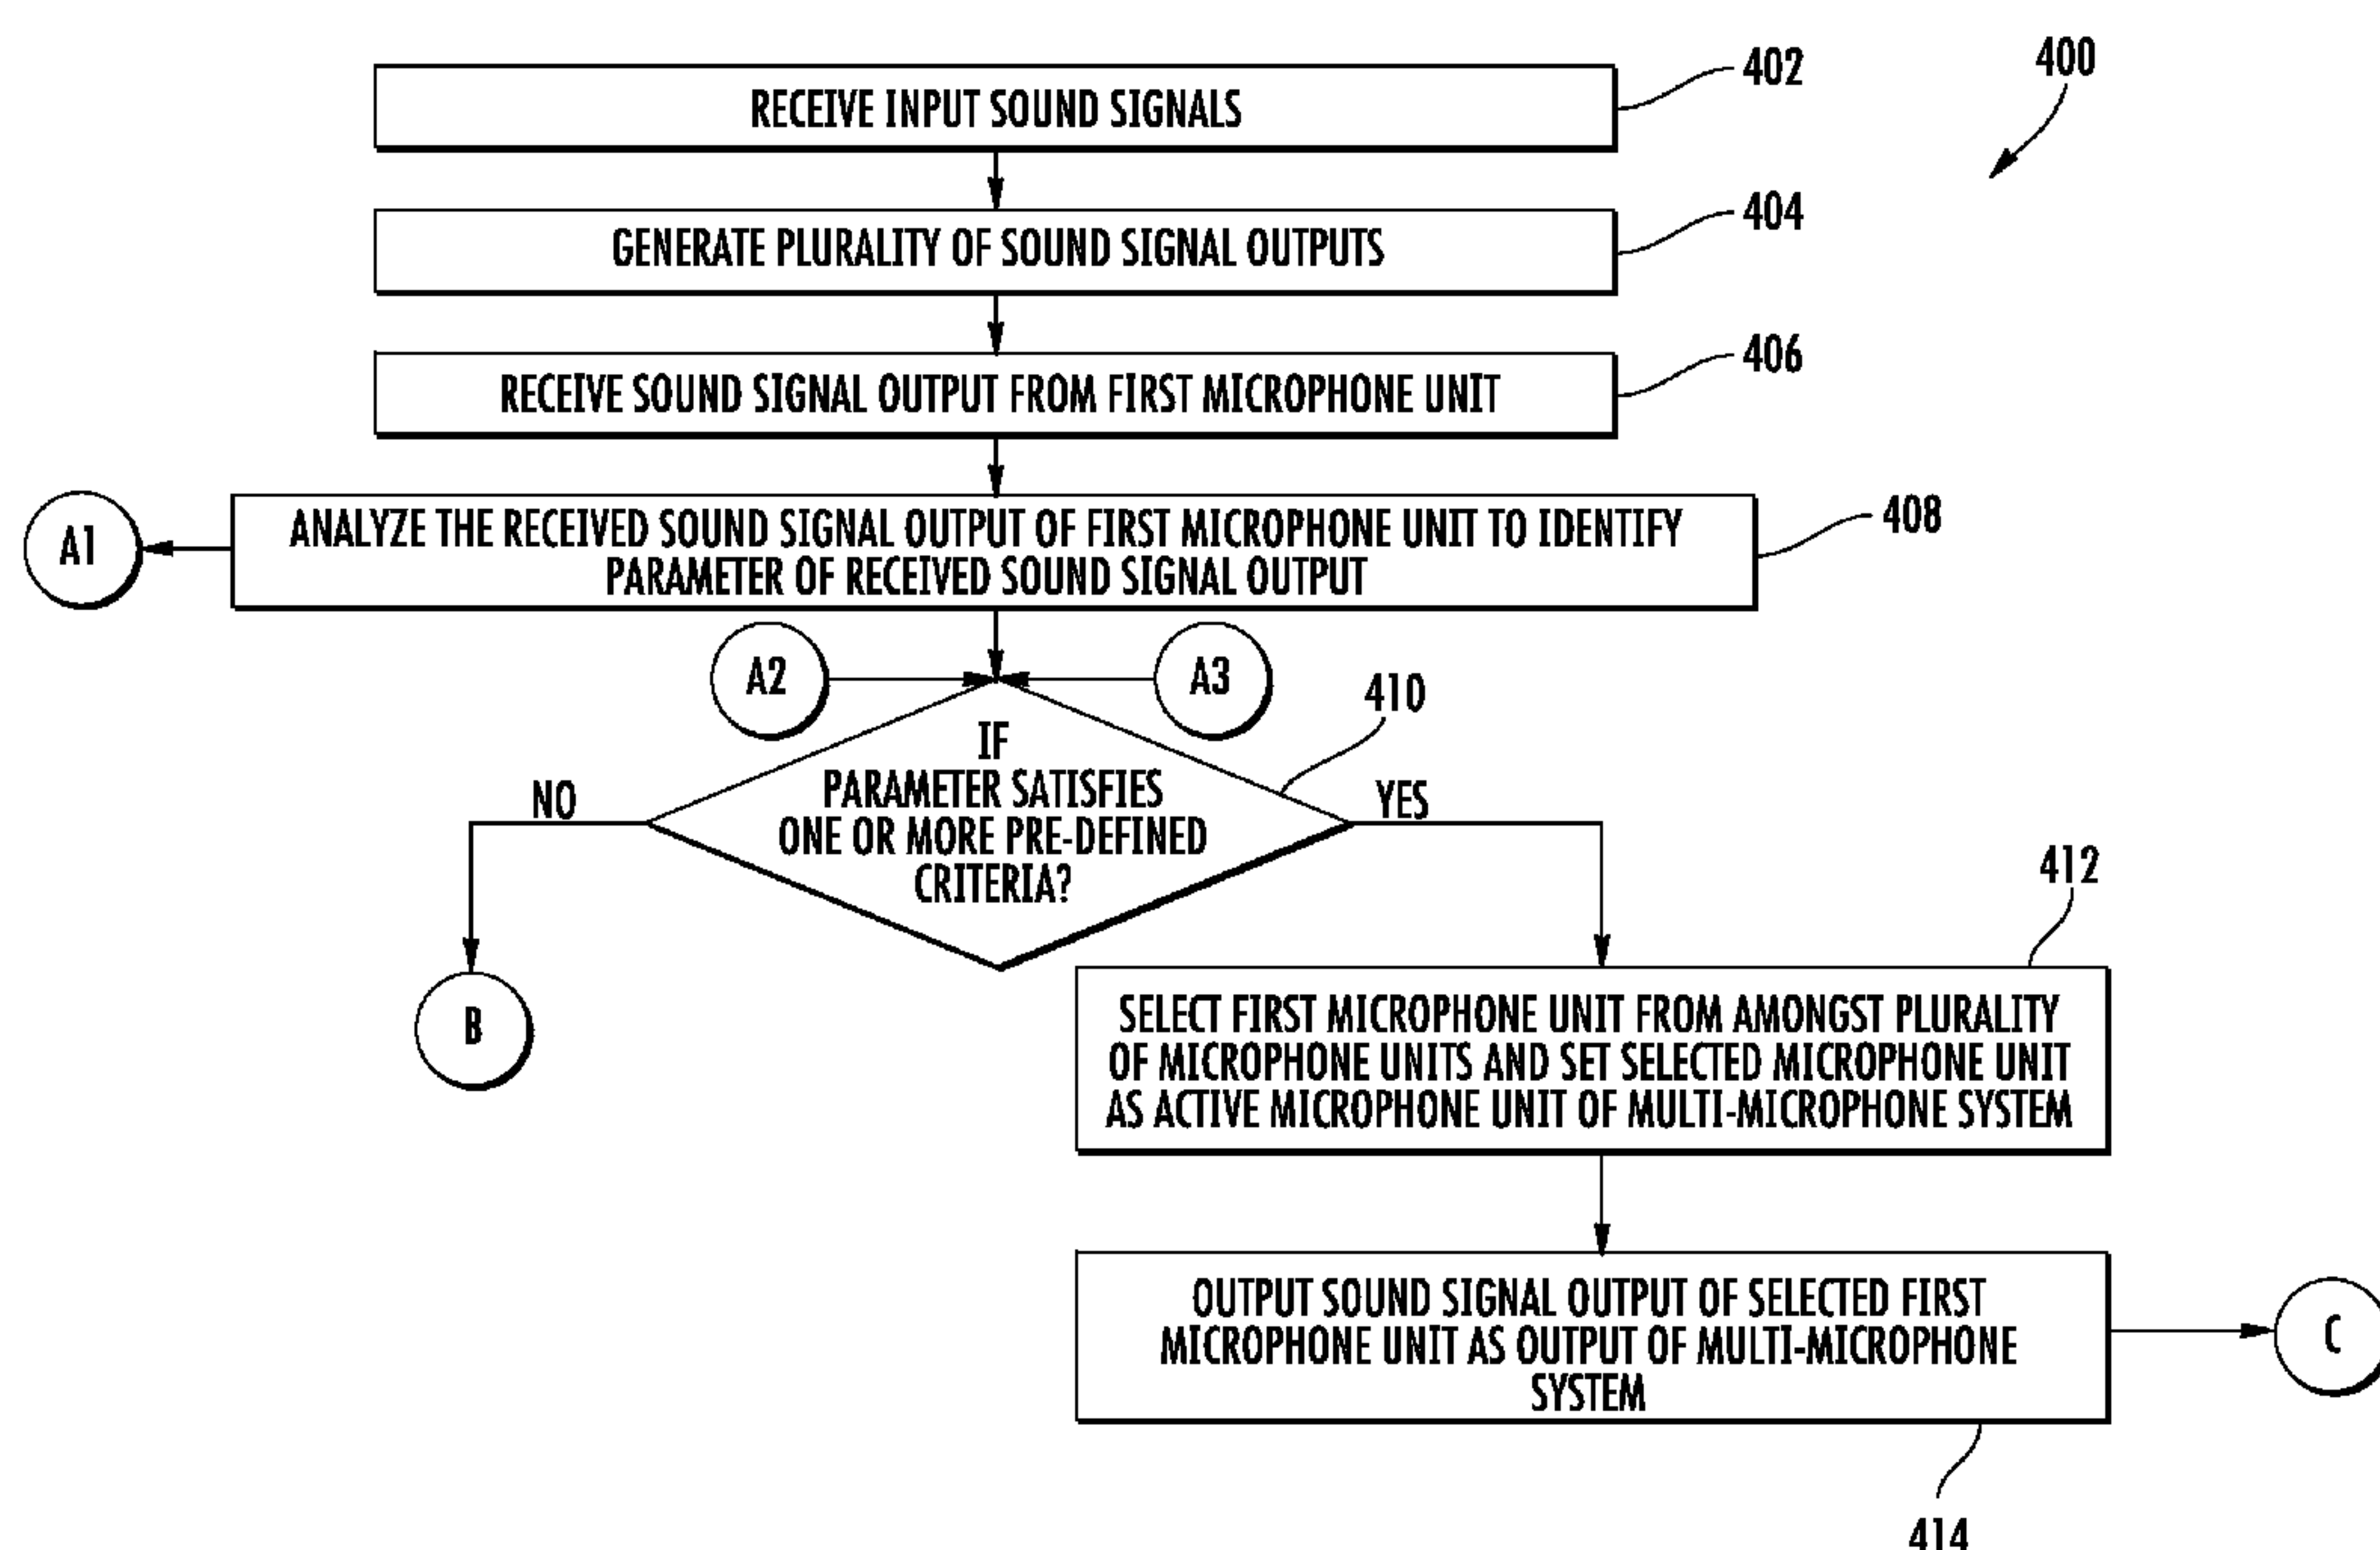 400
RECEIVE INPUT SOUND SIGNALS
402
GENERATE PLURALITY OF SOUND SIGNAL OUTPUTS
404
RECEIVE SOUND SIGNAL OUTPUT FROM FIRST MICROPHONE UNIT
406
A1
ANALYZE THE RECEIVED SOUND SIGNAL OUTPUT OF FIRST MICROPHONE UNIT TO IDENTIFY
PARAMETER OF RECEIVED SOUND SIGNAL OUTPUT
408
A2
A3
410
IF
PARAMETER SATISFIES
ONE OR MORE PRE-DEFINED
CRITERIA?
NO
YES
B
412
SELECT FIRST MICROPHONE UNIT FROM AMONGST PLURALITY
OF MICROPHONE UNITS AND SET SELECTED MICROPHONE UNIT
AS ACTIVE MICROPHONE UNIT OF MULTI-MICROPHONE SYSTEM
OUTPUT SOUND SIGNAL OUTPUT OF SELECTED FIRST
MICROPHONE UNIT AS OUTPUT OF MULTI-MICROPHONE
SYSTEM
C
414